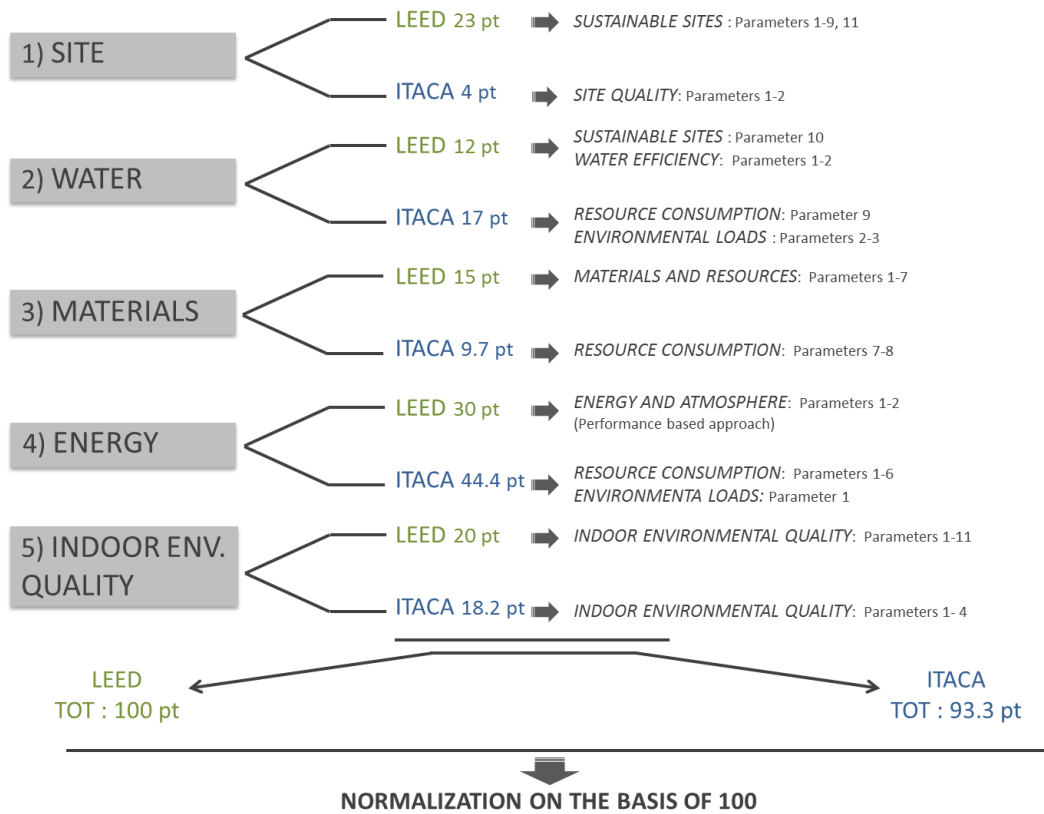 LEED 23 pt
SUSTAINABLE SITES : Parameters 1-9, 11
1) SITE
ITACA 4 pt
SITE QUALITY: Parameters 1-2
LEED 12 pt
SUSTAINABLE SITES : Parameter 10
WATER EFFICIENCY: Parameters 1-2
2) WATER
ITACA 17 pt
RESOURCE CONSUMPTION: Parameter 9
ENVIRONMENTAL LOADS : Parameters 2-3
LEED 15 pt
MATERIALS AND RESOURCES: Parameters 1-7
3) MATERIALS
ITACA 9.7 pt
RESOURCE CONSUMPTION: Parameters 7-8
LEED 30 pt
ENERGY AND ATMOSPHERE: Parameters 1-2
(Performance based approach)
4) ENERGY
ITACA 44.4 pt
RESOURCE CONSUMPTION: Parameters 1-6
ENVIRONMENTA LOADS: Parameter 1
LEED 20 pt
INDOOR ENVIRONMENTAL QUALITY: Parameters 1-11
5) INDOOR ENV.
QUALITY
ITACA 18.2 pt
INDOOR ENVIRONMENTAL QUALITY: Parameters 1- 4
LEED
TOT : 100 pt
ITACA
TOT : 93.3 pt
NORMALIZATION ON THE BASIS OF 100